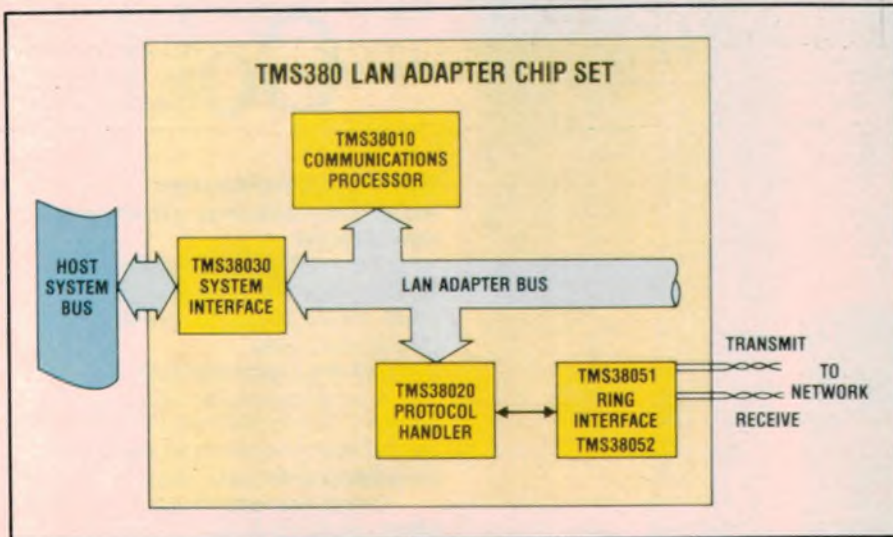 TMS380 LAN ADAPTER CHIP SET
TMS38010
COMMUNICATIONS
PROCESSOR
HOST
SYSTEM
BUS
TMS38030
SYSTEM
INTERFACE
LAN ADAPTER BUS
TMS38020
PROTOCOL
HANDLER
TMS38051
RING
INTERFACE
TMS38052
TRANSMIT
TO
NETWORK
RECEIVE